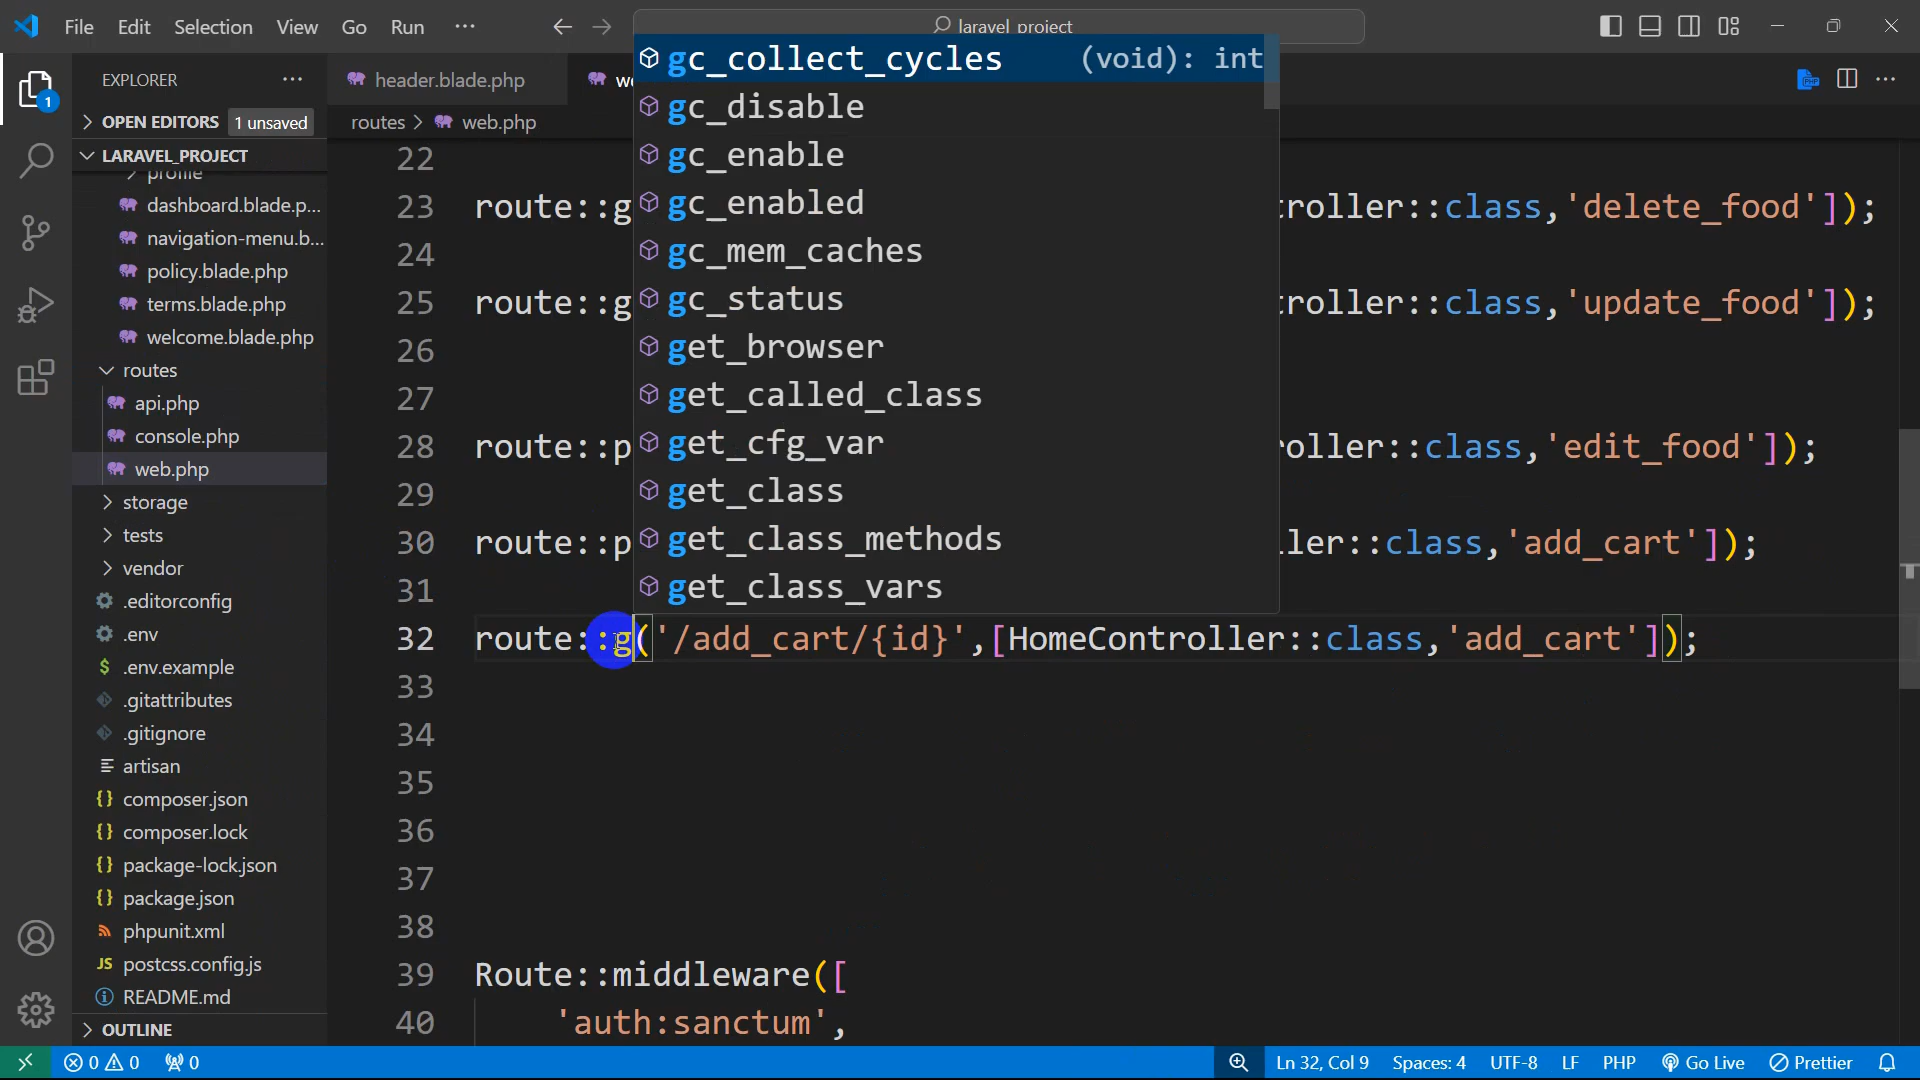 File Edit Selection View Go Run ··· laravel_project
EXPLORER ···
OPEN EDITORS 1 unsaved
LARAVEL_PROJECT
profile
dashboard.blade.p...
navigation-menu.b...
policy.blade.php
terms.blade.php
welcome.blade.php
routes
api.php
console.php
web.php
storage
tests
vendor
.editorconfig
.env
.env.example
.gitattributes
.gitignore
artisan
composer.json
composer.lock
package-lock.json
package.json
phpunit.xml
JS postcss.config.js
README.md
OUTLINE
header.blade.php we
routes > web.php
gc_collect_cycles (void): int
gc_disable
gc_enable
gc_enabled
gc_mem_caches
gc_status
get_browser
get_called_class
get_cfg_var
get_class
get_class_methods
get_class_vars
22
23 route::g troller::class,'delete_food']);
24
25 route::g troller::class,'update_food']);
26
27
28 route::p roller::class,'edit_food']);
29
30 route::p ller::class,'add_cart']);
31
32 route::g('/add_cart/{id}',[HomeController::class,'add_cart']);
33
34
35
36
37
38
39 Route::middleware([
40 'auth:sanctum',
0 0 0 Ln 32, Col 9 Spaces: 4 UTF-8 LF PHP Go Live Prettier